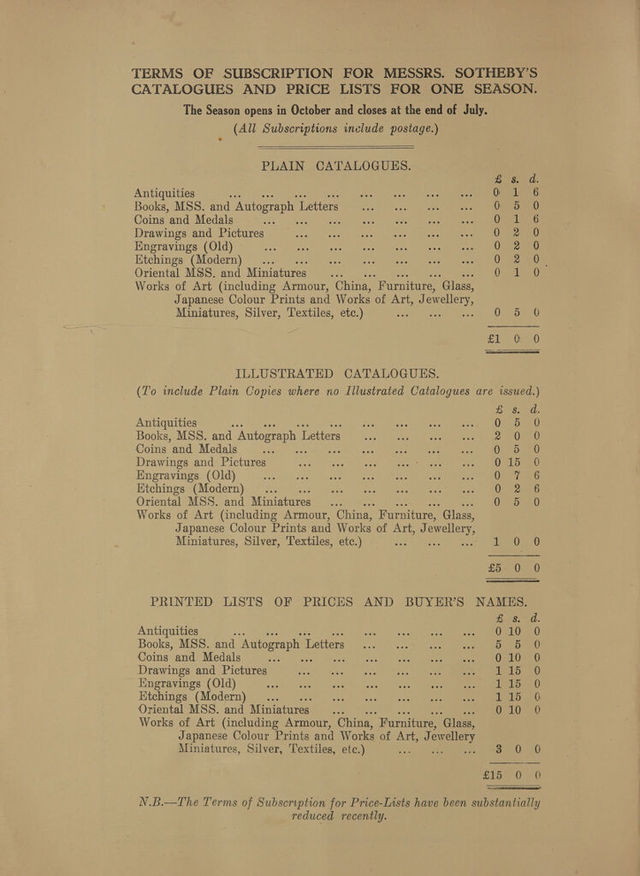 TERMS OF SUBSCRIPTION FOR MESSRS. SOTHEBY'S
CATALOGUES AND PRICE LISTS FOR ONE SEASON.
The Season opens in October and closes at the end of July.
(All Subscriptions include postage.)
PLAIN CATALOGUES.
£ s. d.
Antiquities ... ... ... ... ... ... ... ... 0 1 6
Books, MSS. and Autograph Letters ... ... ... ... 0 5 0
Coins and Medals ... ... ... ... ... ... ... 0 1 6
Drawings and Pictures ... ... ... ... ... ... 0 2 0
Engravings (Old) ... ... ... ... ... ... ... 0 2 0
Etchings (Modern) ... ... ... ... ... ... ... 0 2 0
Oriental MSS. and Miniatures ... ... ... ... ... 0 1 0
Works of Art (including Armour, China, Furniture, Glass,
Japanese Colour Prints and Works of Art, Jewellery,
Miniatures, Silver, Textiles, etc.) ... ... ... 0 5 0
£1 0 0
ILLUSTRATED CATALOGUES.
(To include Plain Copies where no Illustrated Catalogues are issued.)
£ s. d.
Antiquities ... ... ... ... ... ... ... ... 0 5 0
Books, MSS. and Autograph Letters ... ... ... ... 2 0 0
Coins and Medals ... ... ... ... ... ... ... 0 5 0
Drawings and Pictures ... ... ... ... ... ... 0 15 0
Engravings (Old) ... ... ... ... ... ... ... 0 7 6
Etchings (Modern) ... ... ... ... ... ... ... 0 2 6
Oriental MSS. and Miniatures ... ... ... ... ... 0 5 0
Works of Art (including Armour, China, Furniture, Glass,
Japanese Colour Prints and Works of Art, Jewellery,
Miniatures, Silver, Textiles, etc.) ... ... ... 1 0 0
£5 0 0
PRINTED LISTS OF PRICES AND BUYER'S NAMES.
£ s. d.
Antiquities ... ... ... ... ... ... ... ... 0 10 0
Books, MSS. and Autograph Letters ... ... ... ... 5 5 0
Coins and Medals ... ... ... ... ... ... ... 0 10 0
Drawings and Pictures ... ... ... ... ... ... 1 15 0
Engravings (Old) ... ... ... ... ... ... ... 1 15 0
Etchings (Modern) ... ... ... ... ... ... ... 1 15 0
Oriental MSS. and Miniatures ... ... ... ... ... 0 10 0
Works of Art (including Armour, China, Furniture, Glass,
Japanese Colour Prints and Works of Art, Jewellery
Miniatures, Silver, Textiles, etc.) ... ... ... 3 0 0
£15 0 0
N.B.—The Terms of Subscription for Price-Lists have been substantially
reduced recently.